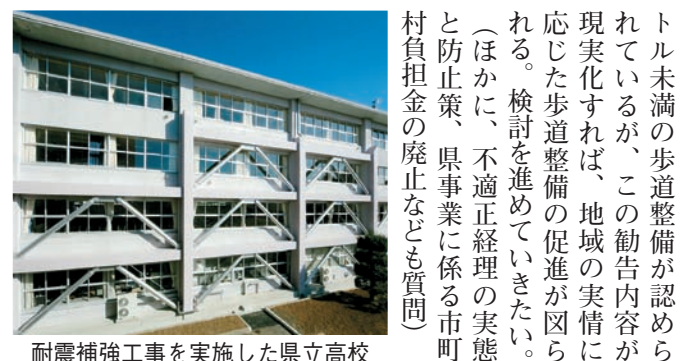 トル未満の歩道整備が認めら
れているが、この勧告内容が
現実化すれば、地域の実情に
応じた歩道整備の促進が図ら
れる。検討を進めていきたい。
(ほかに、不適正経理の実態
と防止策、県事業に係る市町
村負担金の廃止なども質問)
耐震補強工事を実施した県立高校